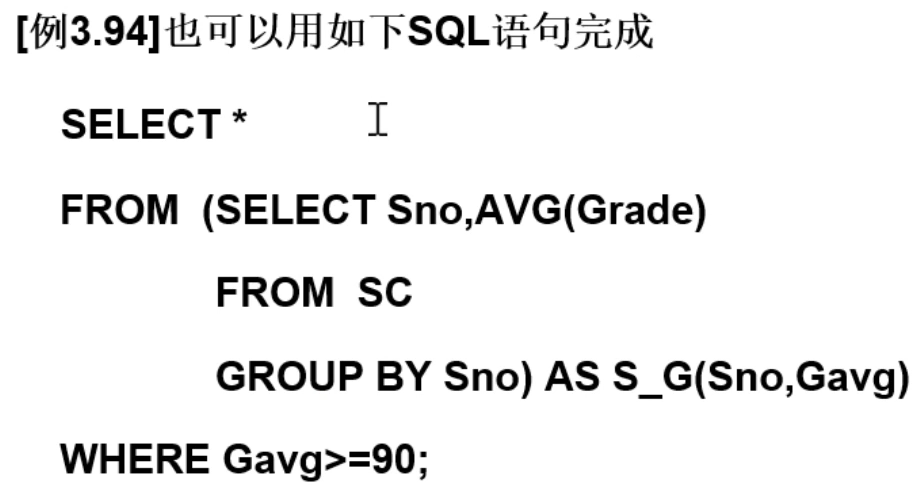 [例3.94]也可以用如下SQL语句完成
SELECT *
FROM (SELECT Sno,AVG(Grade)
FROM SC
GROUP BY Sno) AS S_G(Sno,Gavg)
WHERE Gavg>=90;